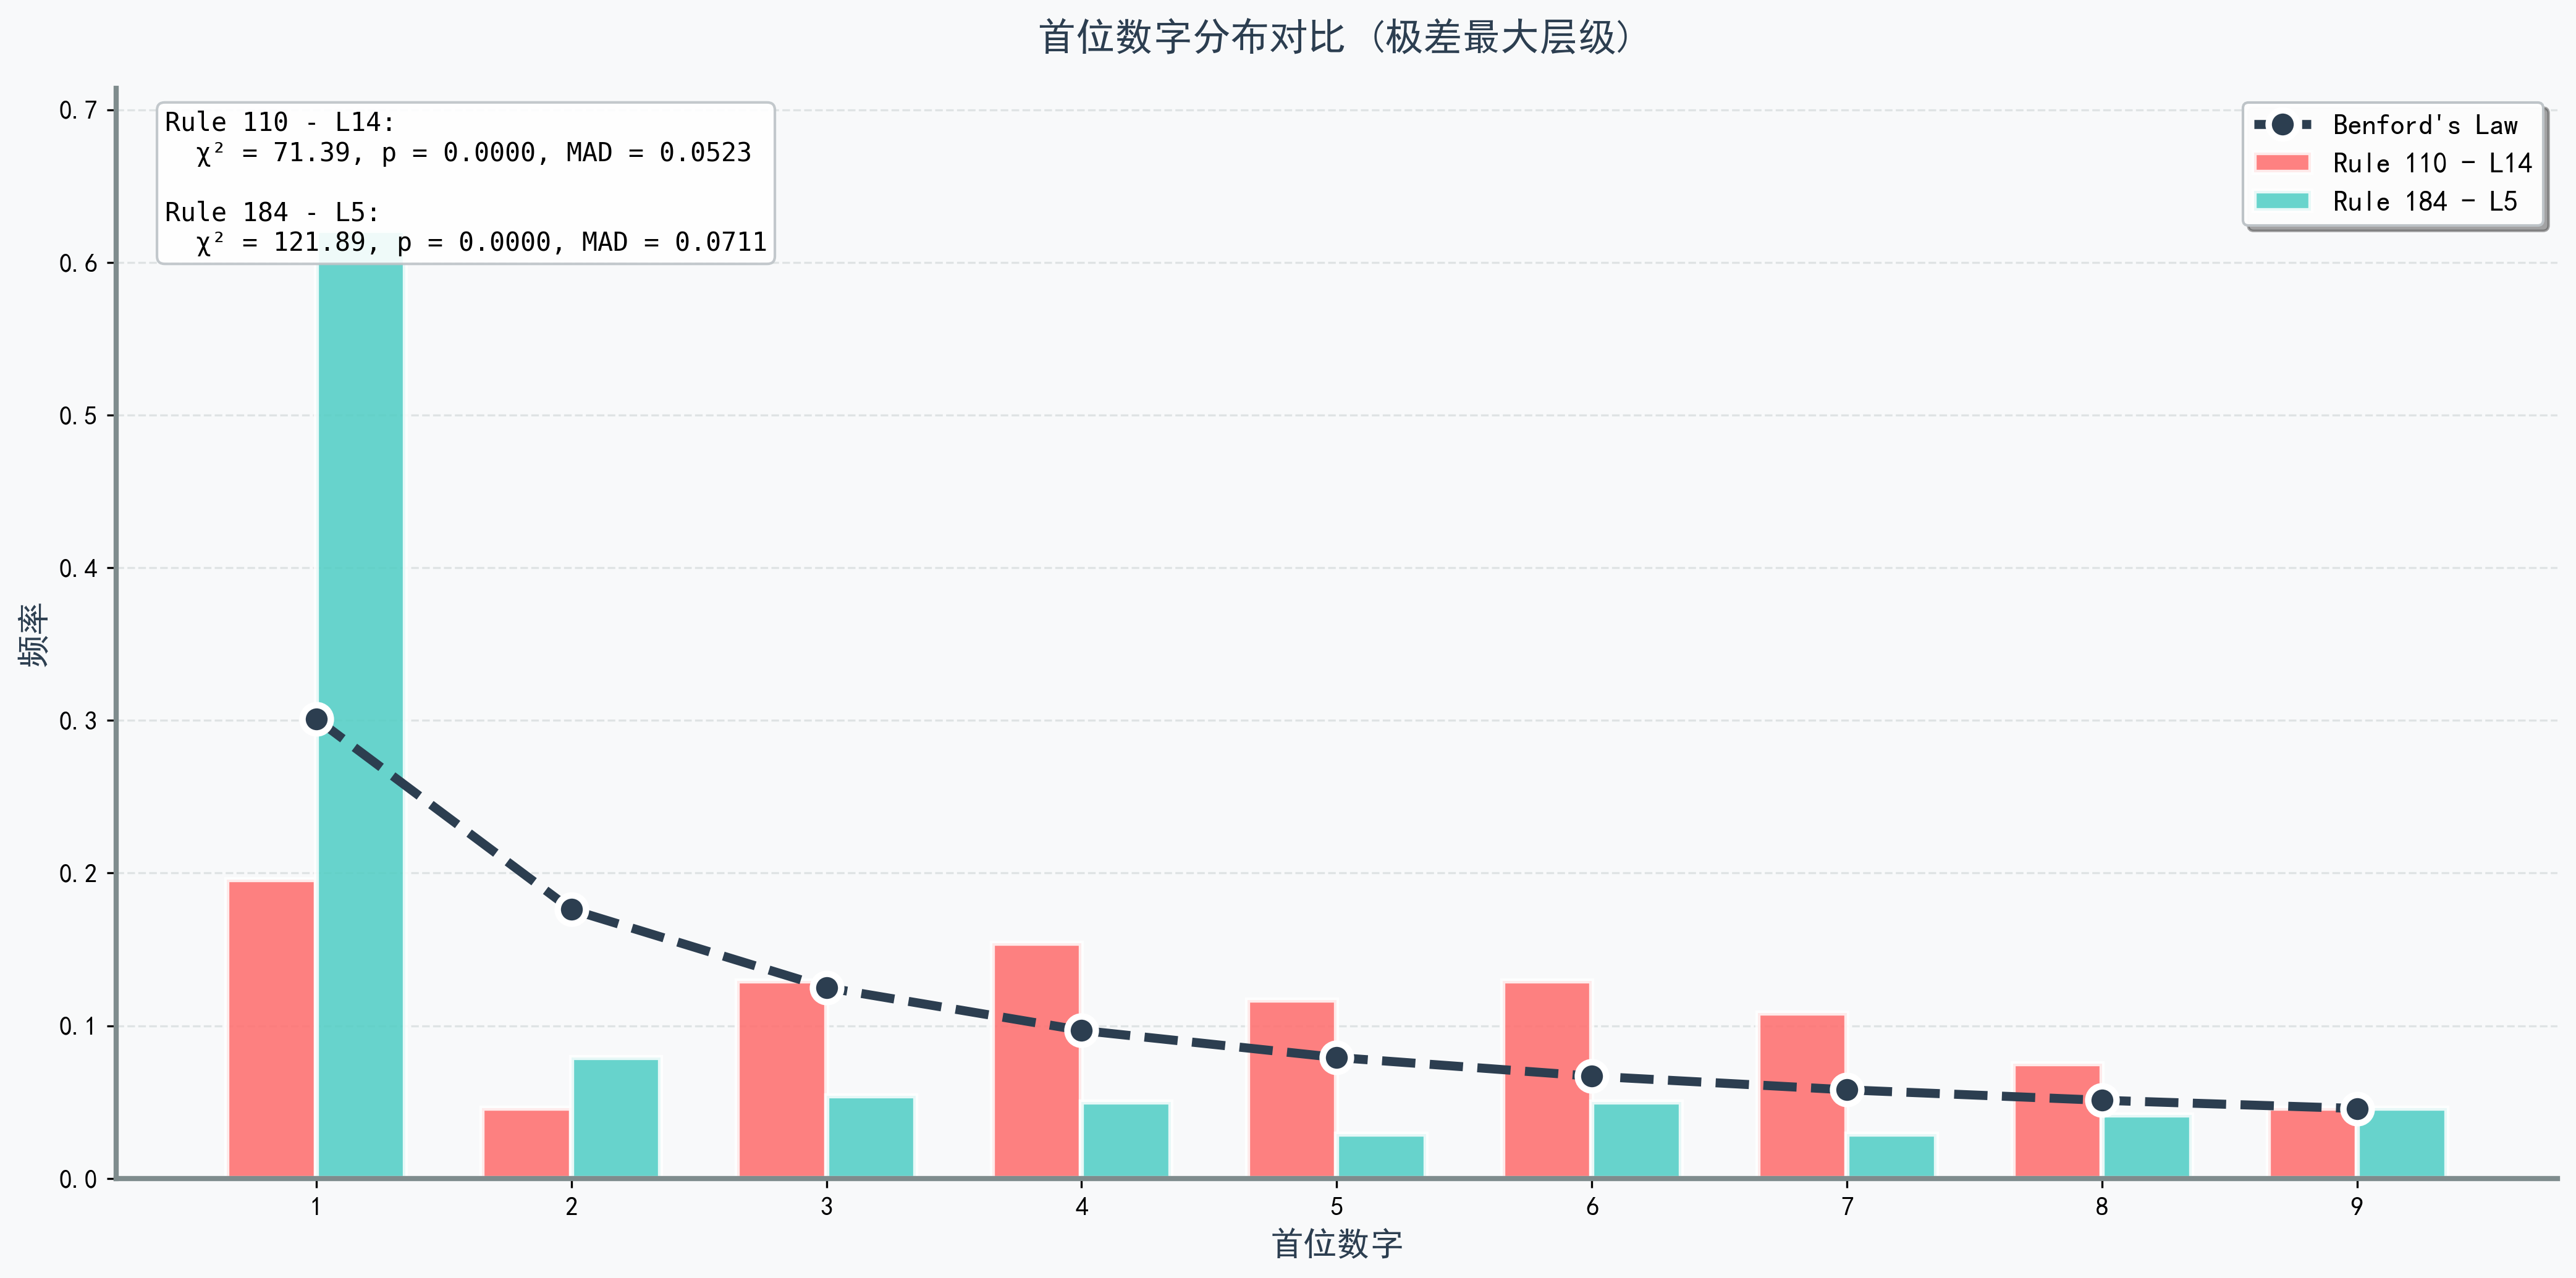 首位数字分布对比 (极差最大层级)
Rule 110 - L14:
χ² = 71.39, p = 0.0000, MAD = 0.0523
Rule 184 - L5:
χ² = 121.89, p = 0.0000, MAD = 0.0711
Benford's Law
Rule 110 - L14
Rule 184 - L5
频率
0.7
0.6
0.5
0.4
0.3
0.2
0.1
0.0
1 2 3 4 5 6 7 8 9
首位数字